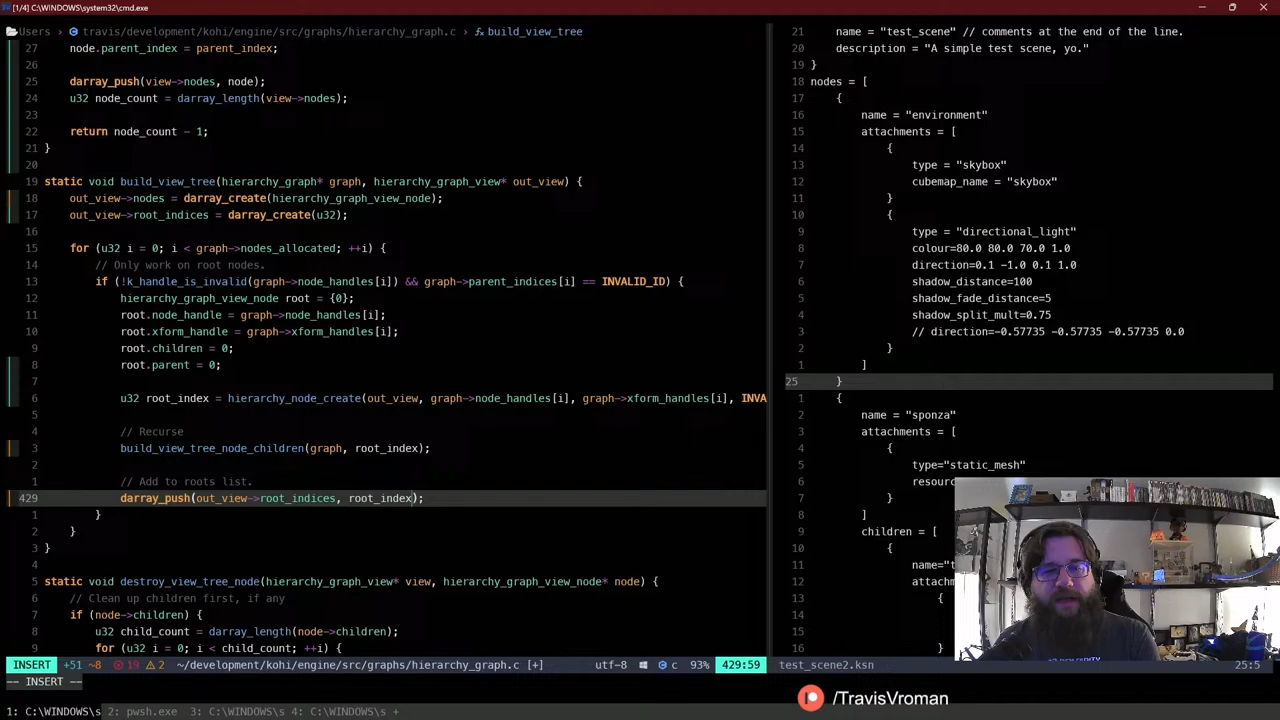 [1/4] C:\WINDOWS\system32\cmd.exe
Users > travis/development/kohi/engine/src/graphs/hierarchy_graph.c > build_view_tree
27 node.parent_index = parent_index;
25 darray_push(view->nodes, node);
24 u32 node_count = darray_length(view->nodes);
23
22 return node_count - 1;
21 }
20
19 static void build_view_tree(hierarchy_graph* graph, hierarchy_graph_view* out_view) {
18 out_view->nodes = darray_create(hierarchy_graph_view_node);
17 out_view->root_indices = darray_create(u32);
15 for (u32 i = 0; i < graph->nodes_allocated; ++i) {
14 // Only work on root nodes.
13 if (!k_handle_is_invalid(graph->node_handles[i]) && graph->parent_indices[i] == INVALID_ID) {
12 hierarchy_graph_view_node root = {0};
11 root.node_handle = graph->node_handles[i];
10 root.xform_handle = graph->xform_handles[i];
9 root.children = 0;
8 root.parent = 0;
7
6 u32 root_index = hierarchy_node_create(out_view, graph->node_handles[i], graph->xform_handles[i], INVA
5
4 // Recurse
3 build_view_tree_node_children(graph, root_index);
2
1 // Add to roots list.
429 darray_push(out_view->root_indices, root_index);
1 }
2 }
3 }
4
5 static void destroy_view_tree_node(hierarchy_graph_view* view, hierarchy_graph_view_node* node) {
6 // Clean up children first, if any
7 if (node->children) {
8 u32 child_count = darray_length(node->children);
9 for (u32 i = 0; i < child_count; ++i) {
INSERT +51 ~8 19 2 ~/development/kohi/engine/src/graphs/hierarchy_graph.c [+] utf-8 c 93% 429:59
-- INSERT --
1: C:\WINDOWS\s 2: pwsh.exe 3: C:\WINDOWS\s 4: C:\WINDOWS\s +
21 name = "test_scene" // comments at the end of the line.
20 description = "A simple test scene, yo."
19 }
18 nodes = [
17 {
16 name = "environment"
15 attachments = [
14 {
13 type = "skybox"
12 cubemap_name = "skybox"
11 }
10 {
9 type = "directional_light"
8 colour=80.0 80.0 70.0 1.0
7 direction=0.1 -1.0 0.1 1.0
6 shadow_distance=100
5 shadow_fade_distance=5
4 shadow_split_mult=0.75
3 // direction=-0.57735 -0.57735 -0.57735 0.0
2 }
1 ]
25 }
1 {
2 name = "sponza"
3 attachments = [
4 {
5 type="static_mesh"
6
7 }
8 ]
9 children = [
10 {
11
12
13 {
14
15
16 }
test_scene2.ksn 25:5
/TravisVroman